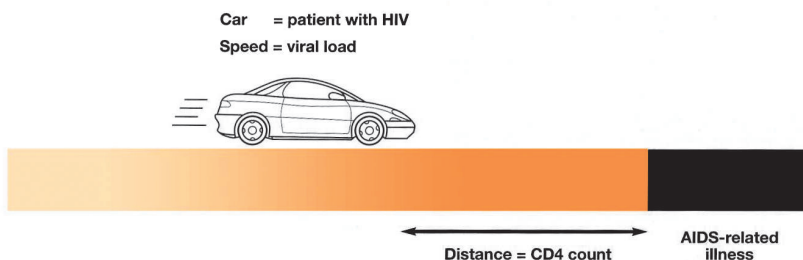 Car = patient with HIV
Speed = viral load
Distance = CD4 count
AIDS-related
illness